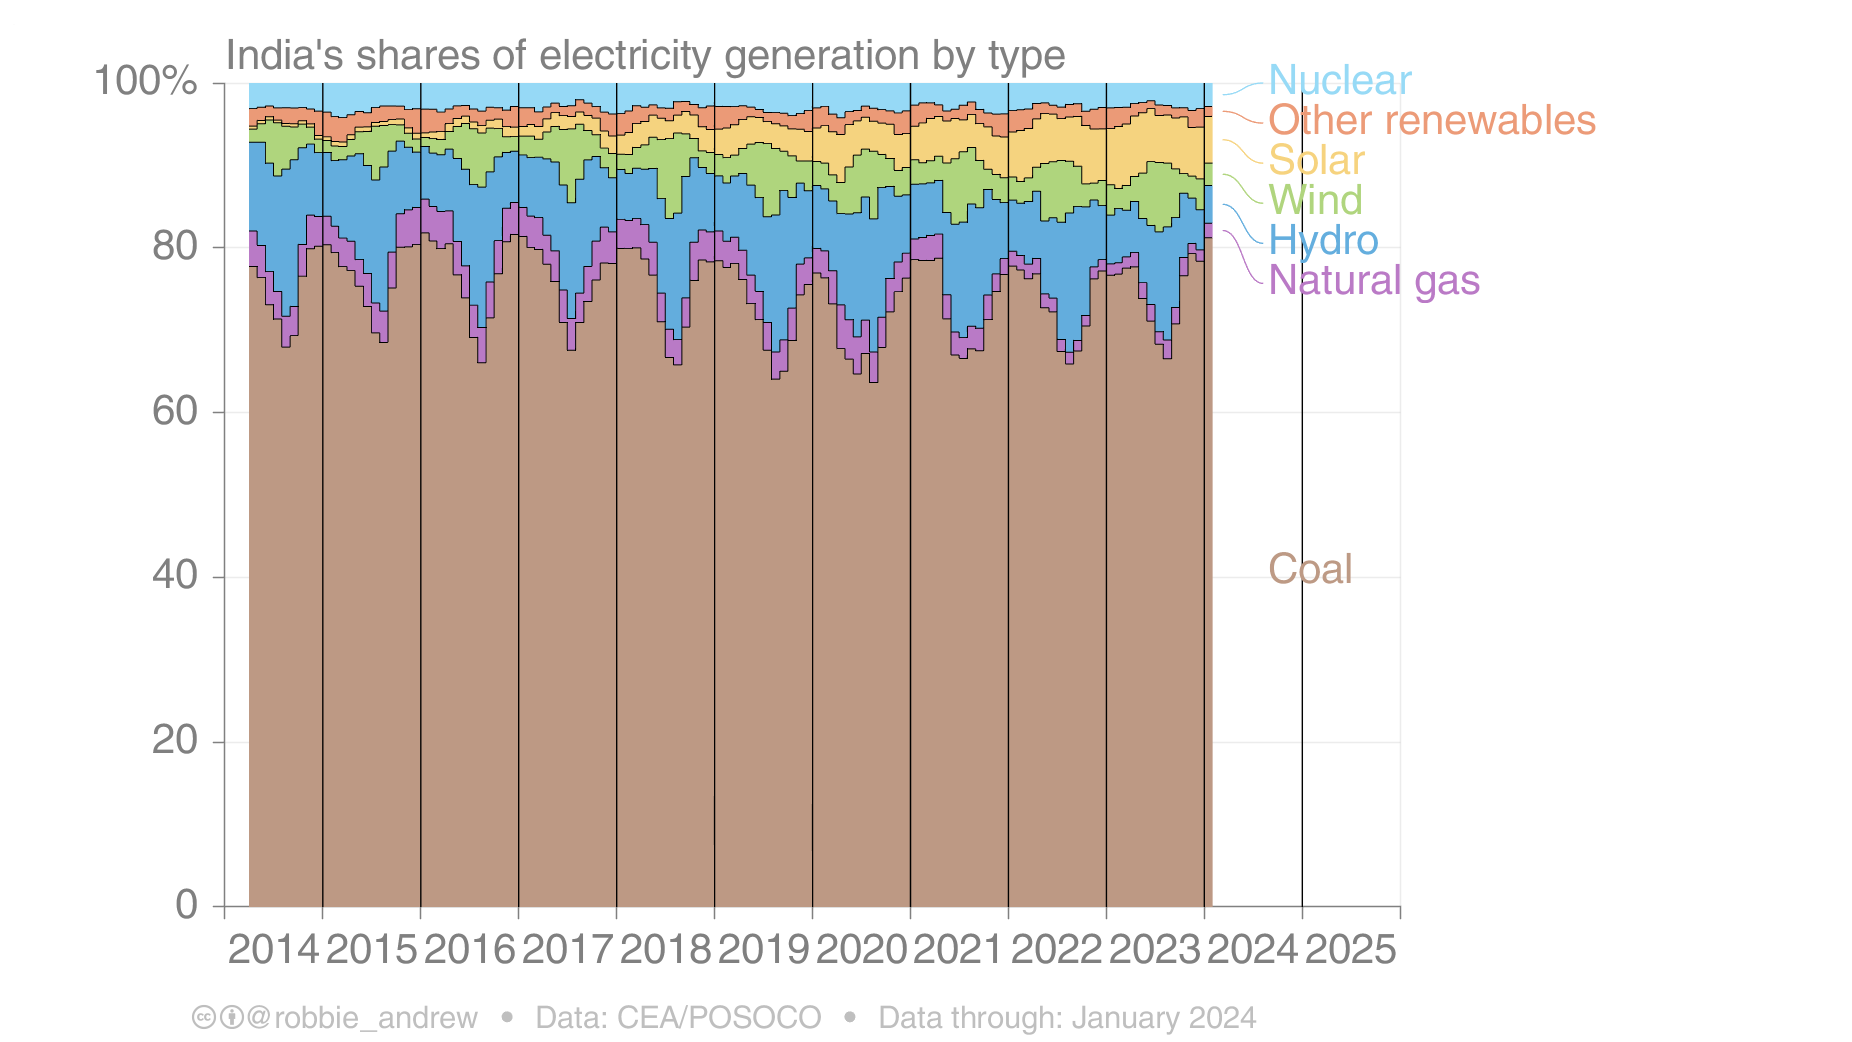 India's shares of electricity generation by type
100%
80
60
40
20
0
Nuclear
Other renewables
Solar
Wind
Hydro
Natural gas
Coal
2014 2015 2016 2017 2018 2019 2020 2021 2022 2023 2024 2025
@robbie_andrew • Data: CEA/POSOCO • Data through: January 2024